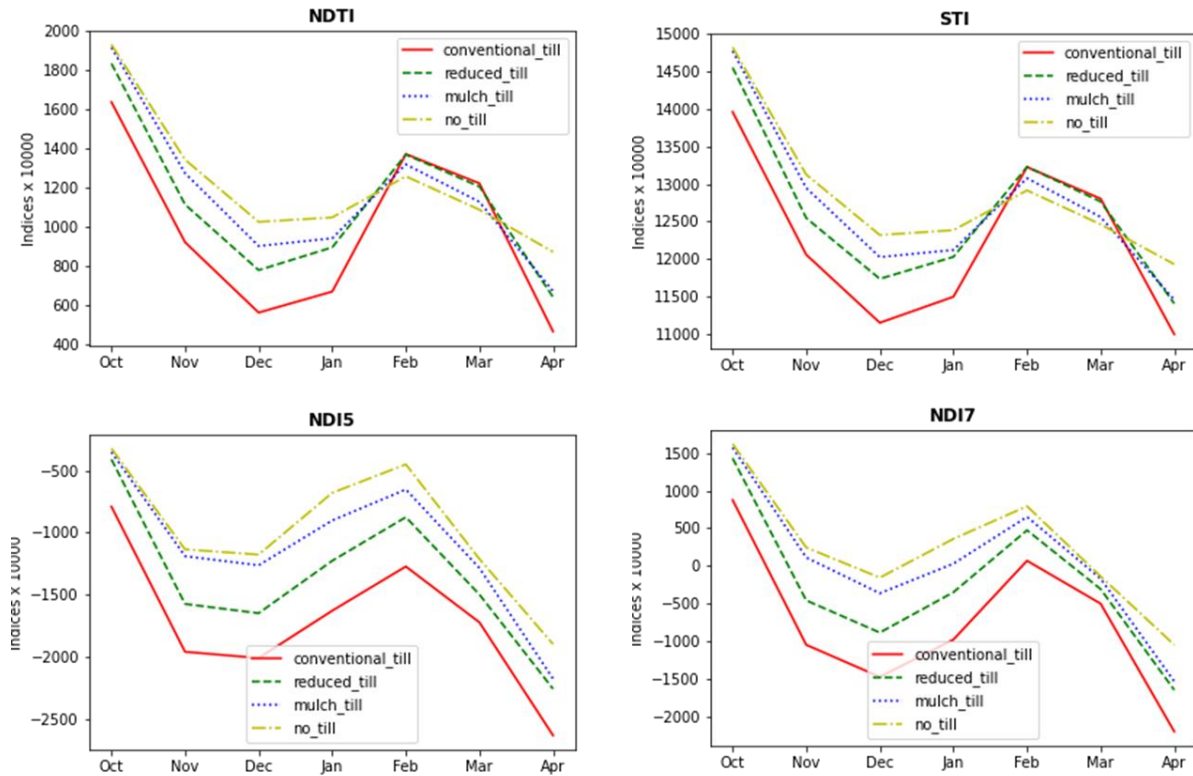 NDTI
Indices x 10000
2000
1800
1600
1400
1200
1000
800
600
400
conventional_till
reduced_till
mulch_till
no_till
Oct Nov Dec Jan Feb Mar Apr
STI
Indices x 10000
15000
14500
14000
13500
13000
12500
12000
11500
11000
conventional_till
reduced_till
mulch_till
no_till
Oct Nov Dec Jan Feb Mar Apr
NDI5
Indices x 10000
−500
−1000
−1500
−2000
−2500
conventional_till
reduced_till
mulch_till
no_till
Oct Nov Dec Jan Feb Mar Apr
NDI7
Indices x 10000
1500
1000
500
0
−500
−1000
−1500
−2000
conventional_till
reduced_till
mulch_till
no_till
Oct Nov Dec Jan Feb Mar Apr